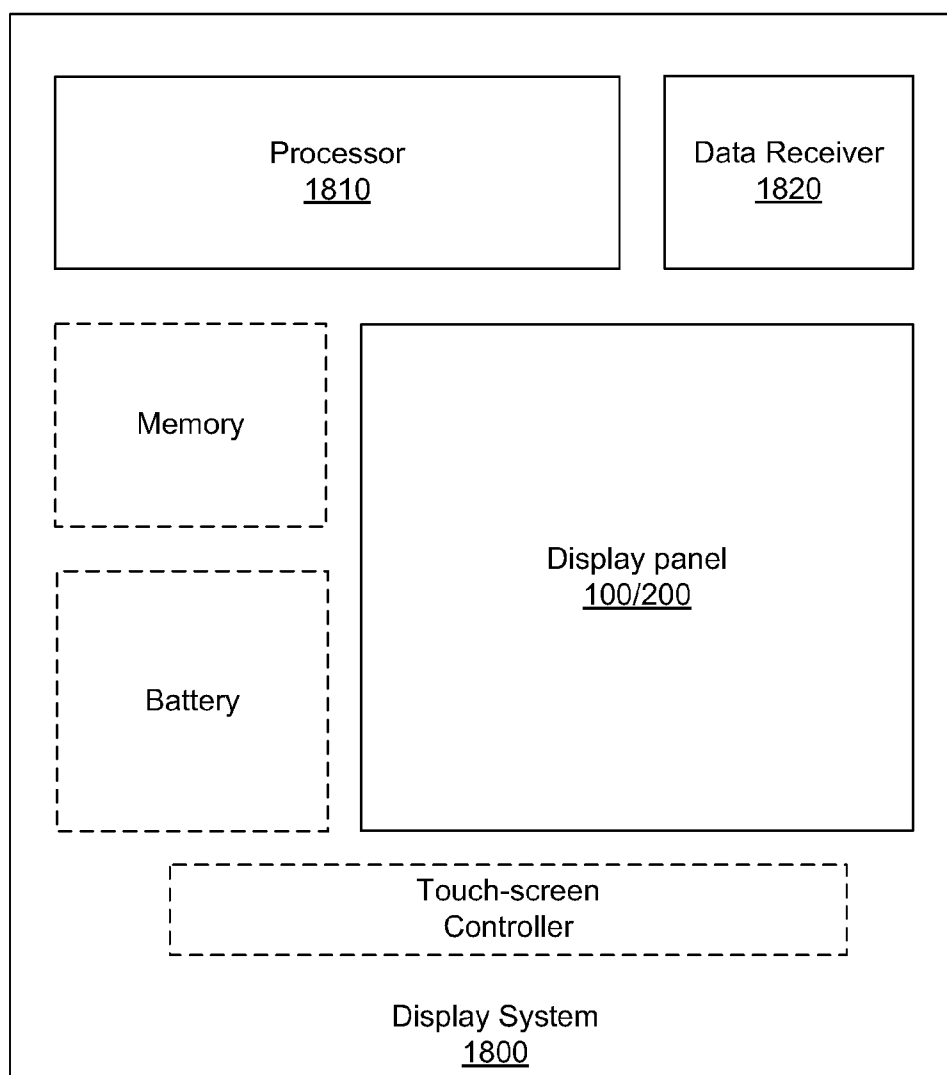 Processor
1810
Data Receiver
1820
Memory
Display panel
100/200
Battery
Touch-screen
Controller
Display System
1800